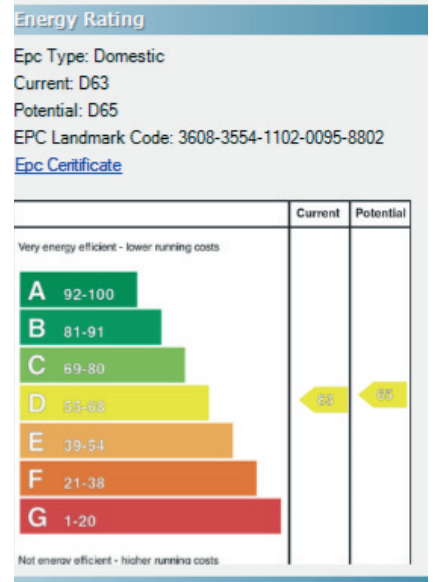 Energy Rating
Epc Type: Domestic
Current: D63
Potential: D65
EPC Landmark Code: 3608-3554-1102-0095-8802
Epc Ceritificate
Current Potential
Very energy efficient - lower running costs
A 92-100
B 81-91
C 69-80
D 55-68
63
65
E 39-54
F 21-38
G 1-20
Not energy efficient - higher running costs